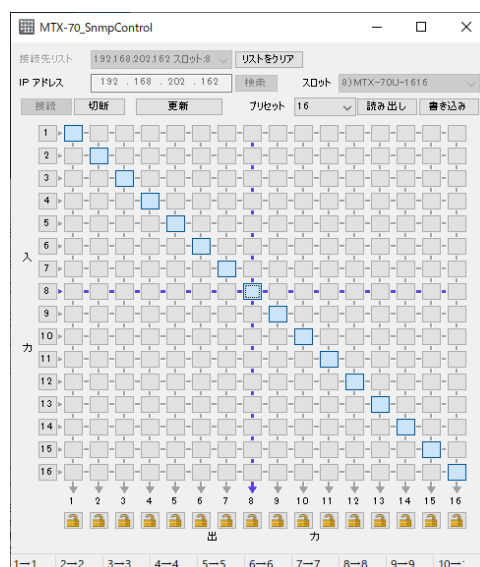 MTX-70_SnmpControl
接続先リスト 192.168.202.162 スロット:8 リストをクリア
IP アドレス 192 . 168 . 202 . 162 検索 スロット 8) MTX-70U-1616
接続 切断 更新 プリセット 16 読み出し 書き込み
1
2
3
4
5
6
入
7
8
9
10
力
11
12
13
14
15
16
1 2 3 4 5 6 7 8 9 10 11 12 13 14 15 16
出 力
1→1 2→2 3→3 4→4 5→5 6→6 7→7 8→8 9→9